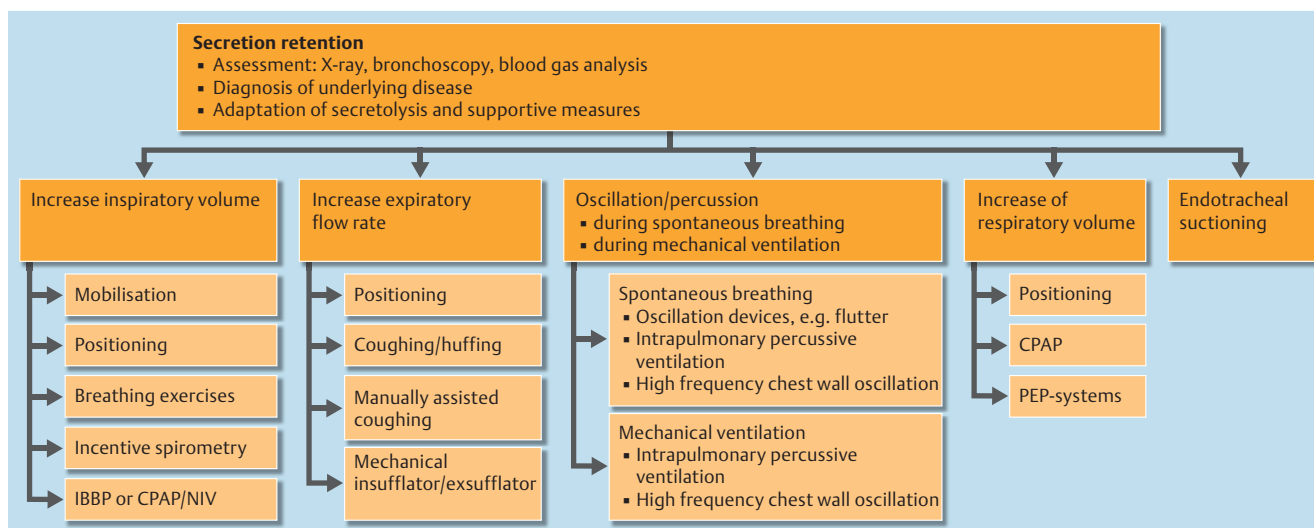 Secretion retention
▪ Assessment: X-ray, bronchoscopy, blood gas analysis
▪ Diagnosis of underlying disease
▪ Adaptation of secretolysis and supportive measures
Increase inspiratory volume
Mobilisation
Positioning
Breathing exercises
Incentive spirometry
IBBP or CPAP/NIV
Increase expiratory
flow rate
Positioning
Coughing/huffing
Manually assisted
coughing
Mechanical
insufflator/exsufflator
Oscillation/percussion
▪ during spontaneous breathing
▪ during mechanical ventilation
Spontaneous breathing
▪ Oscillation devices, e.g. flutter
▪ Intrapulmonary percussive
ventilation
▪ High frequency chest wall oscillation
Mechanical ventilation
▪ Intrapulmonary percussive
ventilation
▪ High frequency chest wall oscillation
Increase of
respiratory volume
Positioning
CPAP
PEP-systems
Endotracheal
suctioning